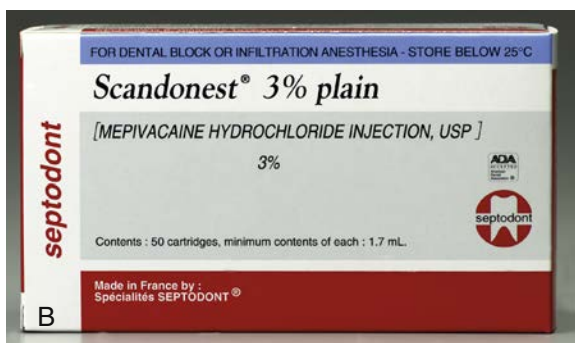 FOR DENTAL BLOCK OR INFILTRATION ANESTHESIA - STORE BELOW 25°C
Scandonest® 3% plain
[MEPIVACAINE HYDROCHLORIDE INJECTION, USP ]
3%
ADA
ACCEPTED
septodont
septodont
Contents : 50 cartridges, minimum contents of each : 1.7 mL.
Made in France by :
Spécialités SEPTODONT ®
B